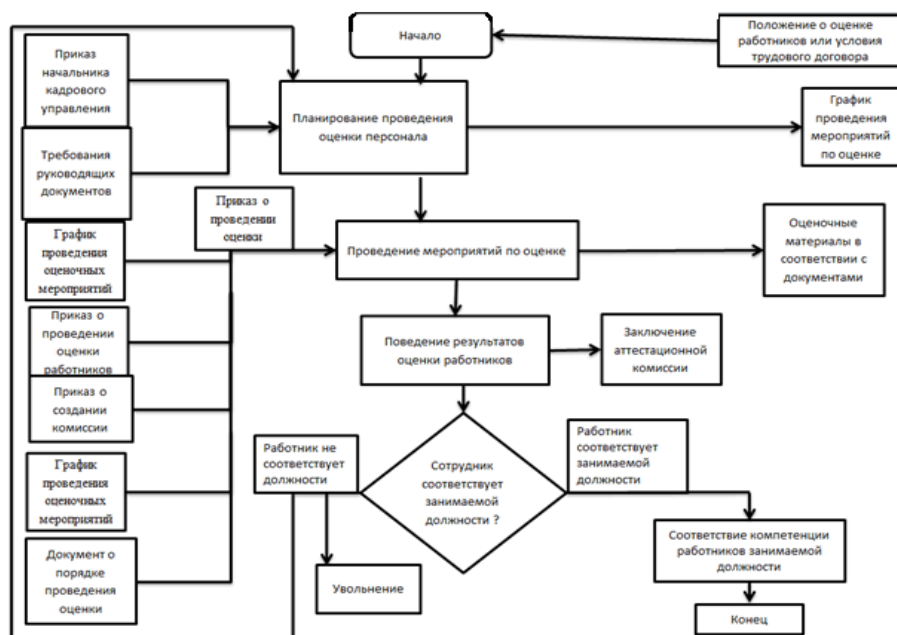 Начало
Положение о оценке
работников или условия
трудового договора
Приказ
начальника
кадрового
управления
Планирование проведения
оценки персонала
График
проведения
мероприятий
по оценке
Требования
руководящих
документов
Приказ о
проведении
оценки
График
проведения
оценочных
мероприятий
Проведение мероприятий по оценке
Оценочные
материалы в
соответствии с
документами
Приказ о
проведении
оценки
работников
Поведение результатов
оценки работников
Заключение
аттестационной
комиссии
Приказ о
создании
комиссии
Работник не
соответствует
должности
Сотрудник
соответствует
занимаемой
должности ?
Работник
соответствует
занимаемой
должности
График
проведения
оценочных
мероприятий
Соответствие компетенции
работников занимаемой
должности
Документ о
порядке
проведения
оценки
Увольнение
Конец